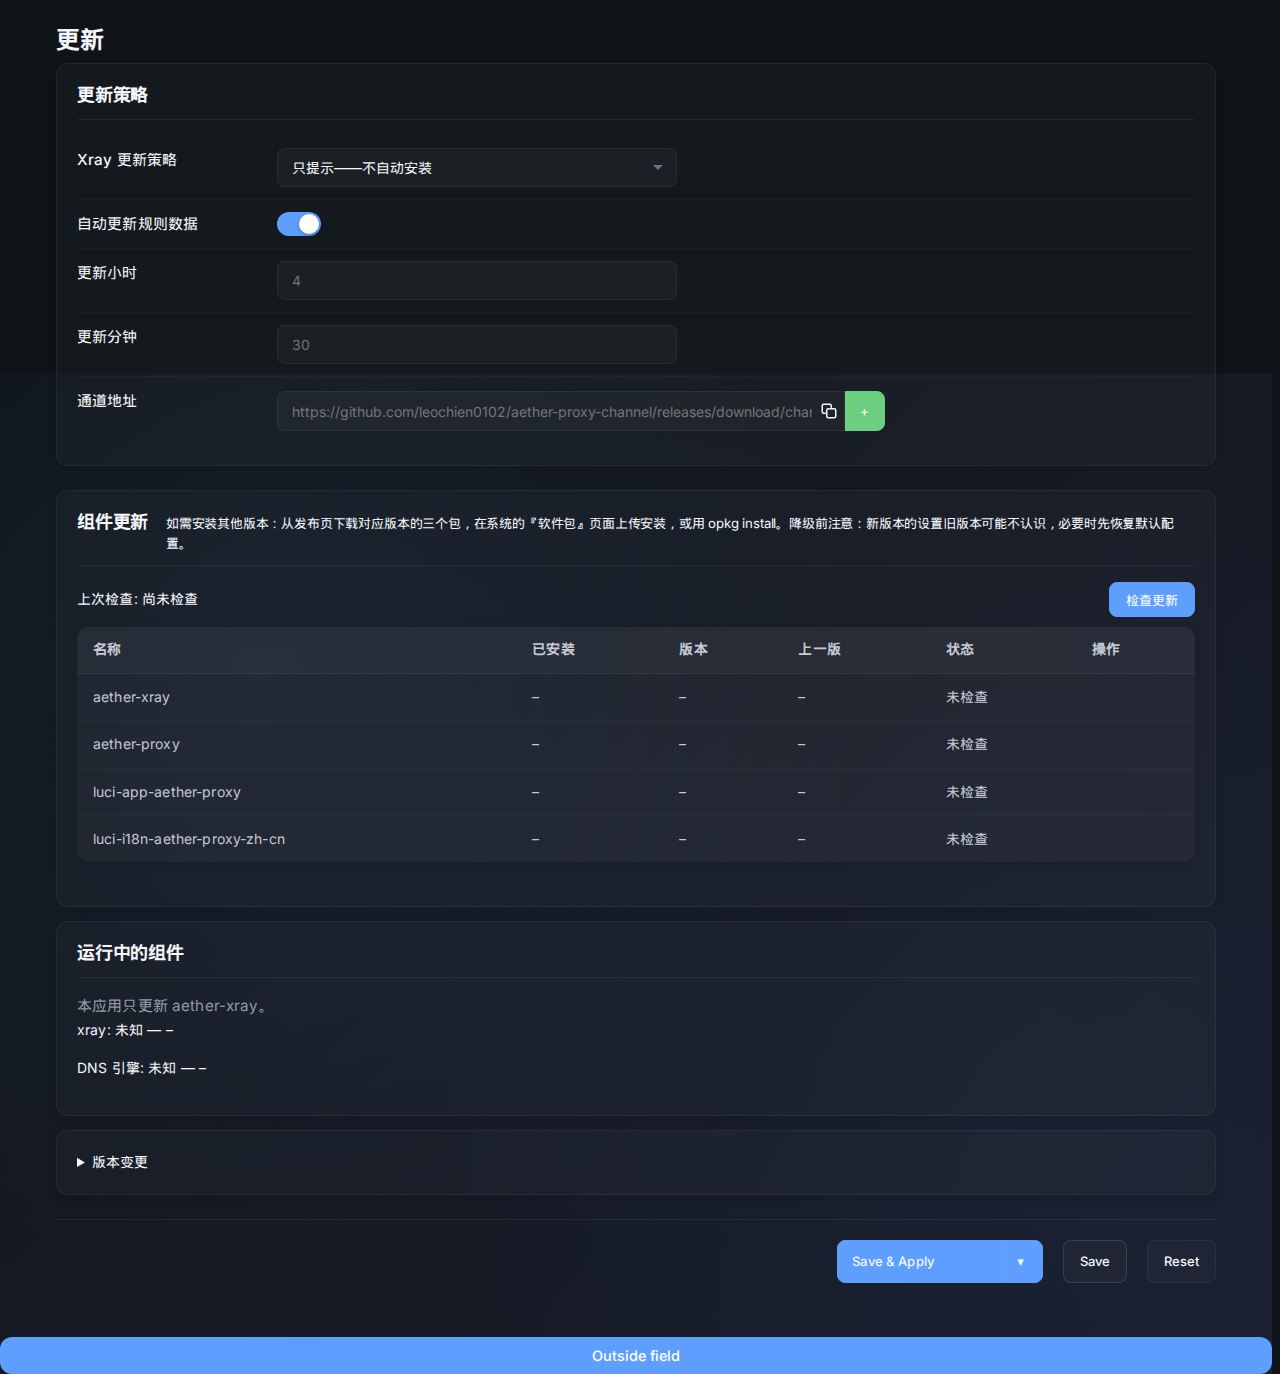 更新
更新策略
Xray 更新策略
只提示——不自动安装
自动更新规则数据
更新小时
4
更新分钟
30
通道地址
https://github.com/leochien0102/aether-proxy-channel/releases/download/char
+
组件更新
如需安装其他版本：从发布页下载对应版本的三个包，在系统的『软件包』页面上传安装，或用 opkg install。降级前注意：新版本的设置旧版本可能不认识，必要时先恢复默认配
置。
上次检查: 尚未检查
检查更新
名称 已安装 版本 上一版 状态 操作
aether-xray – – – 未检查
aether-proxy – – – 未检查
luci-app-aether-proxy – – – 未检查
luci-i18n-aether-proxy-zh-cn – – – 未检查
运行中的组件
本应用只更新 aether-xray。
xray: 未知 — –
DNS 引擎: 未知 — –
版本变更
Save & Apply
Save
Reset
Outside field